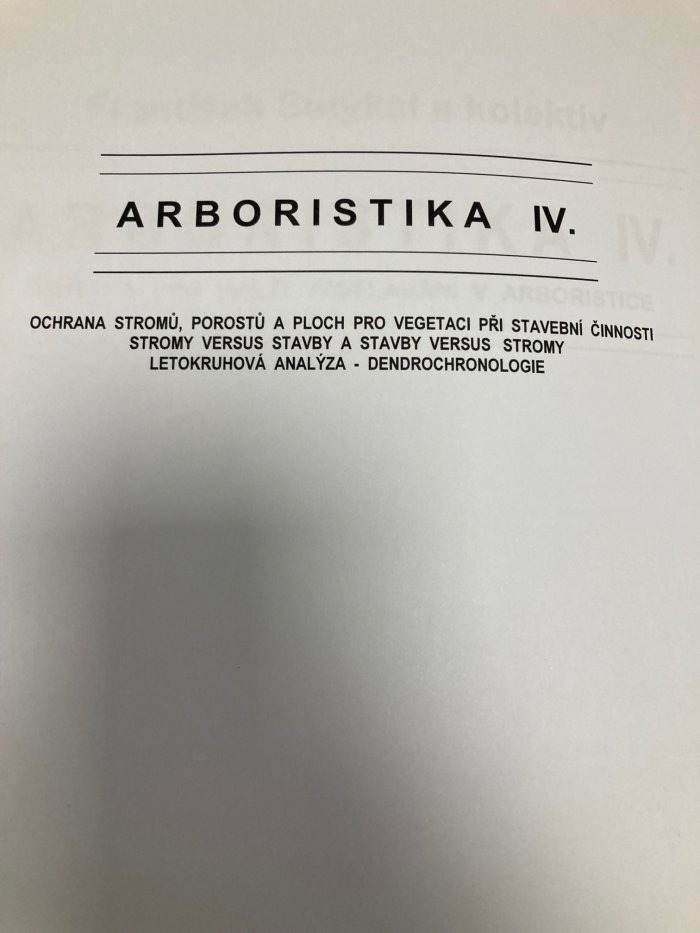 ARBORISTIKA IV.
OCHRANA STROMŮ, POROSTŮ A PLOCH PRO VEGETACI PŘI STAVEBNÍ ČINNOSTI
STROMY VERSUS STAVBY A STAVBY VERSUS STROMY
LETOKRUHOVÁ ANALÝZA - DENDROCHRONOLOGIE